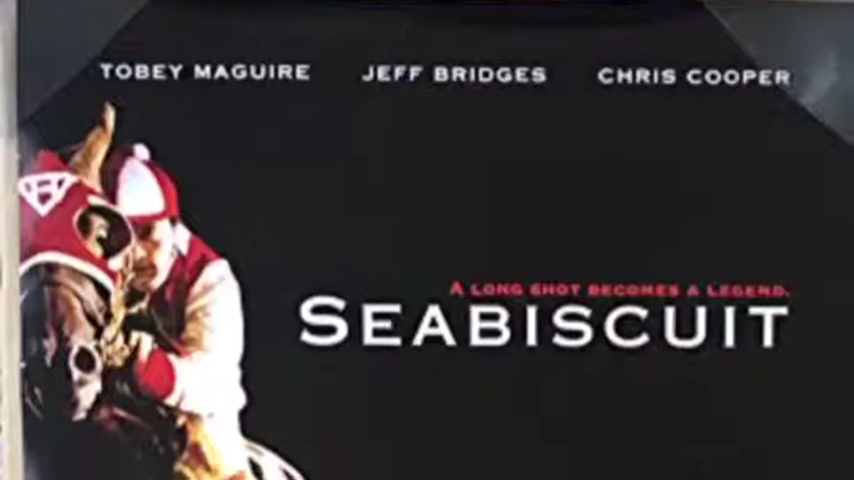 TOBEY MAGUIRE JEFF BRIDGES CHRIS COOPER
A LONG SHOT BECOMES A LEGEND.
SEABISCUIT
H